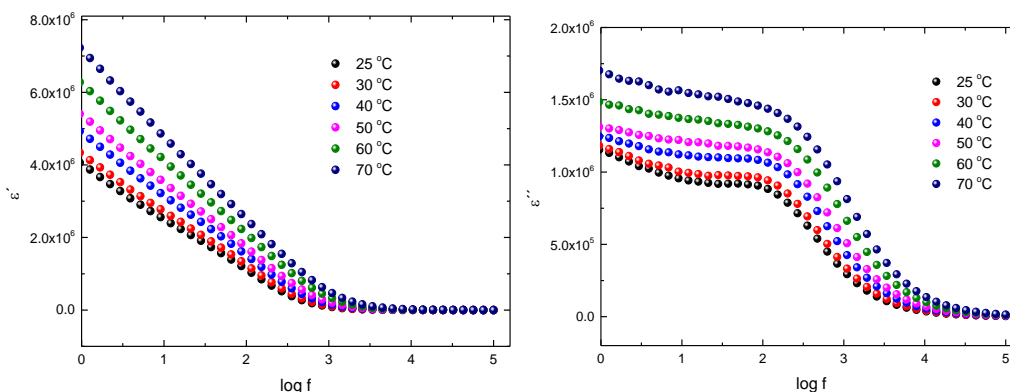 8.0x10⁶
6.0x10⁶
4.0x10⁶
2.0x10⁶
0.0
ε′
0 1 2 3 4 5
log f
25 °C
30 °C
40 °C
50 °C
60 °C
70 °C
2.0x10⁶
1.5x10⁶
1.0x10⁶
5.0x10⁵
0.0
ε′′
0 1 2 3 4 5
log f
25 °C
30 °C
40 °C
50 °C
60 °C
70 °C